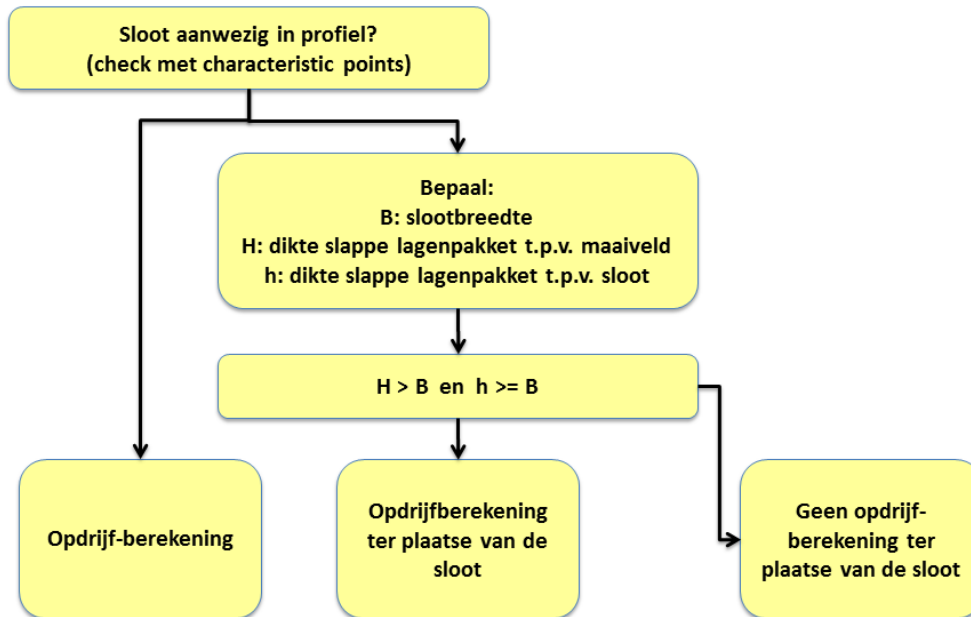 Sloot aanwezig in profiel?
(check met characteristic points)
Bepaal:
B: slootbreedte
H: dikte slappe lagenpakket t.p.v. maaiveld
h: dikte slappe lagenpakket t.p.v. sloot
H > B en h >= B
Opdrijf-berekening
Opdrijfberekening
ter plaatse van de
sloot
Geen opdrijf-
berekening ter
plaatse van de sloot